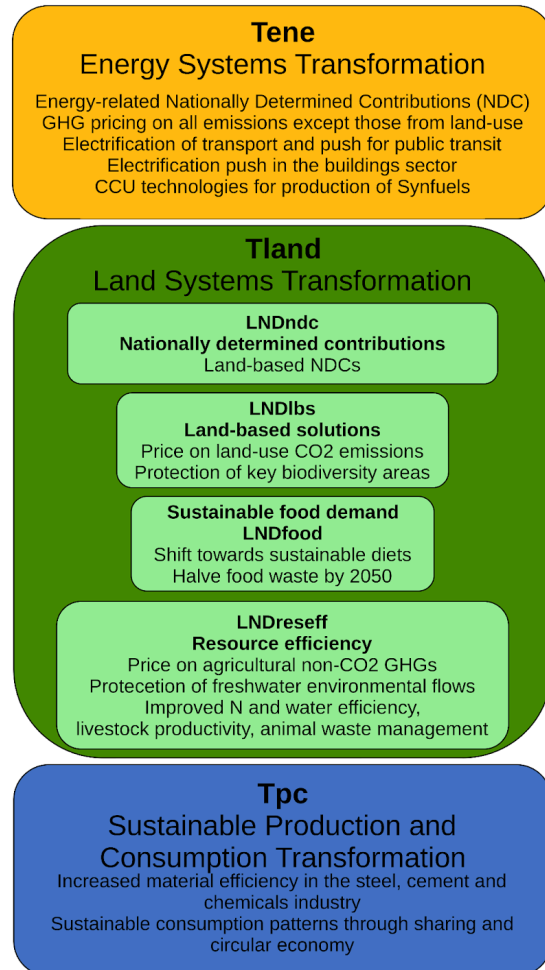 Tene
Energy Systems Transformation
Energy-related Nationally Determined Contributions (NDC)
GHG pricing on all emissions except those from land-use
Electrification of transport and push for public transit
Electrification push in the buildings sector
CCU technologies for production of Synfuels
Tland
Land Systems Transformation
LNDndc
Nationally determined contributions
Land-based NDCs
LNDlbs
Land-based solutions
Price on land-use CO2 emissions
Protection of key biodiversity areas
Sustainable food demand
LNDfood
Shift towards sustainable diets
Halve food waste by 2050
LNDreseff
Resource efficiency
Price on agricultural non-CO2 GHGs
Protecetion of freshwater environmental flows
Improved N and water efficiency,
livestock productivity, animal waste management
Tpc
Sustainable Production and
Consumption Transformation
Increased material efficiency in the steel, cement and
chemicals industry
Sustainable consumption patterns through sharing and
circular economy